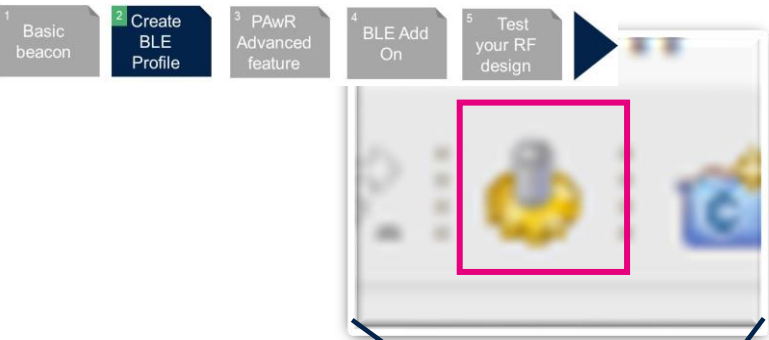 1
Basic
beacon
2
Create
BLE
Profile
3
PAwR
Advanced
feature
4
BLE Add
On
5
Test
your RF
design
C